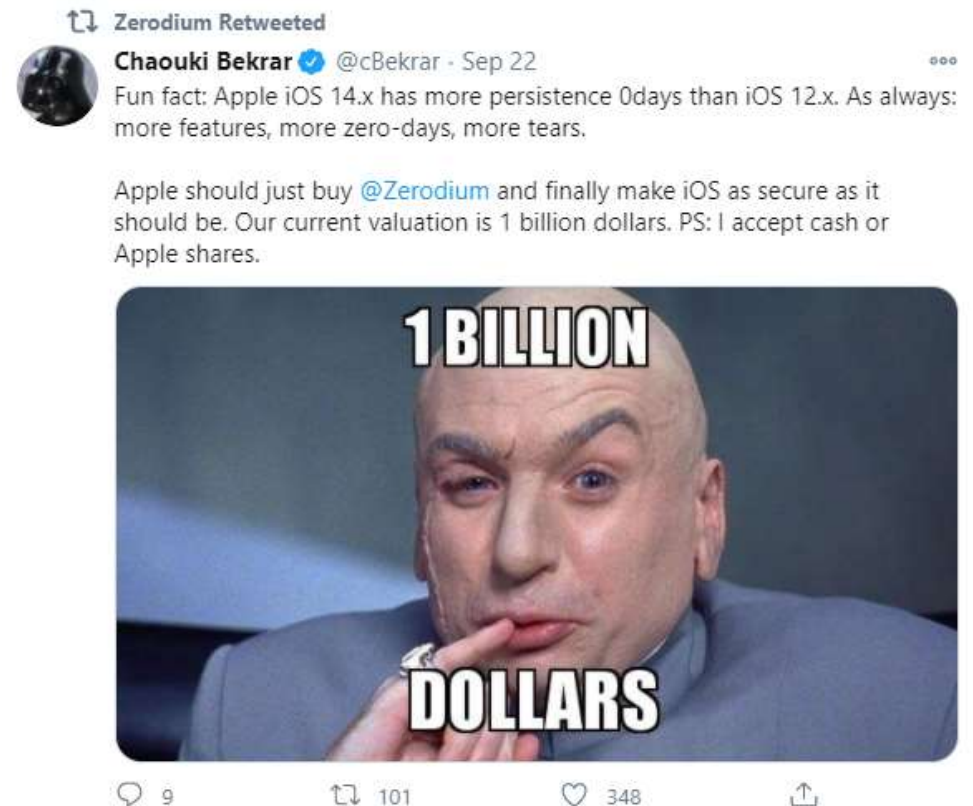 Zerodium Retweeted
Chaouki Bekrar @cBekrar · Sep 22
Fun fact: Apple iOS 14.x has more persistence 0days than iOS 12.x. As always:
more features, more zero-days, more tears.
Apple should just buy @Zerodium and finally make iOS as secure as it
should be. Our current valuation is 1 billion dollars. PS: I accept cash or
Apple shares.
1 BILLION
DOLLARS
9 101 348